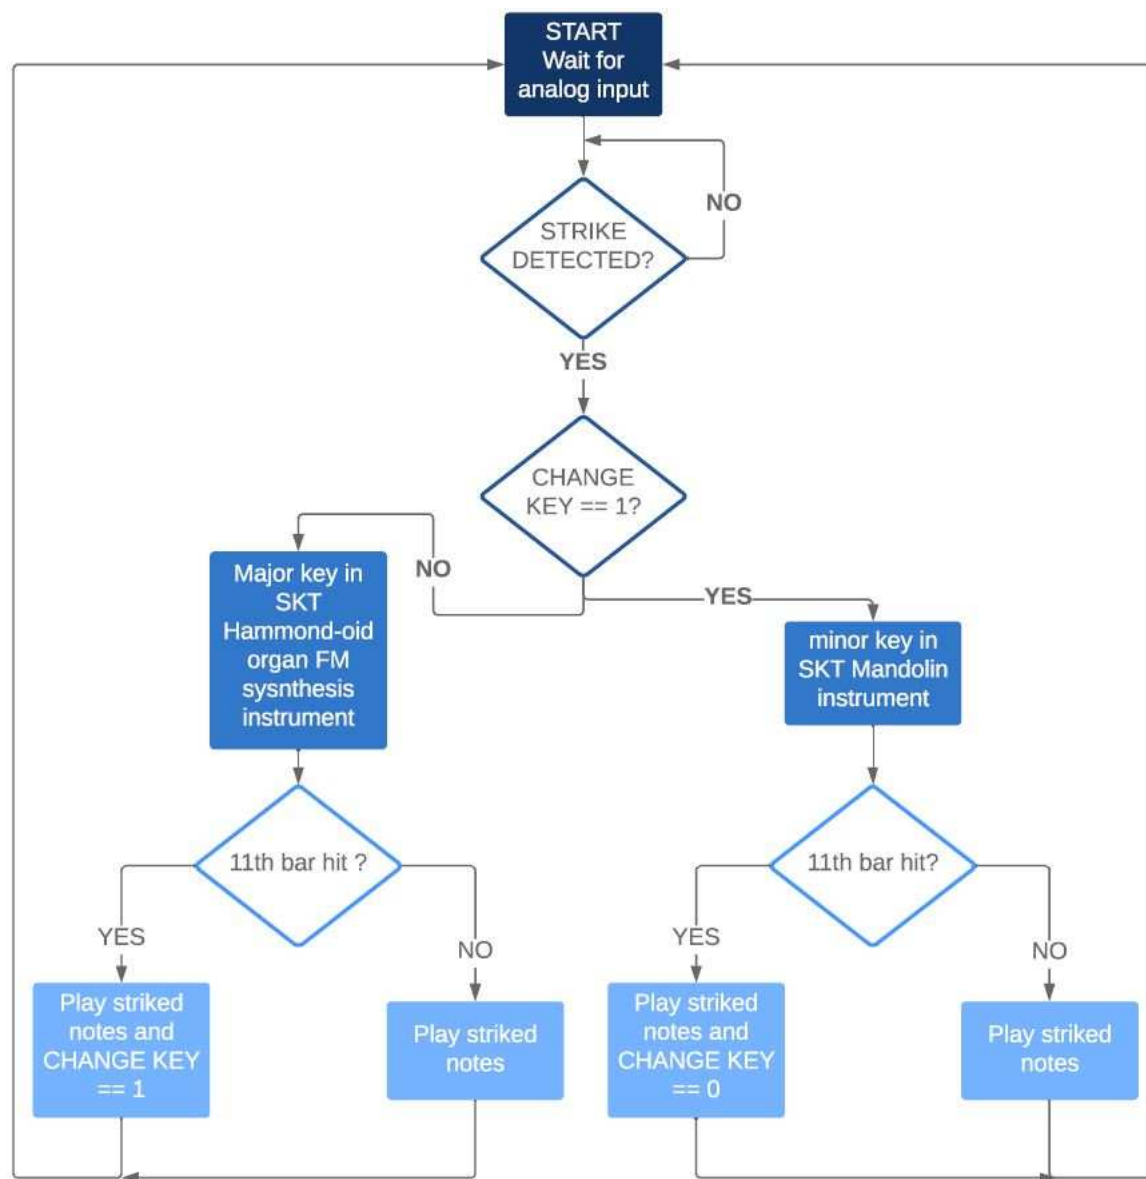 START
Wait for
analog input
NO
STRIKE
DETECTED?
YES
CHANGE
KEY == 1?
NO
YES
Major key in
SKT
Hammond-oid
organ FM
sysnthesis
instrument
minor key in
SKT Mandolin
instrument
11th bar hit ?
11th bar hit?
YES
NO
YES
NO
Play striked
notes and
CHANGE KEY
== 1
Play striked
notes
Play striked
notes and
CHANGE KEY
== 0
Play striked
notes